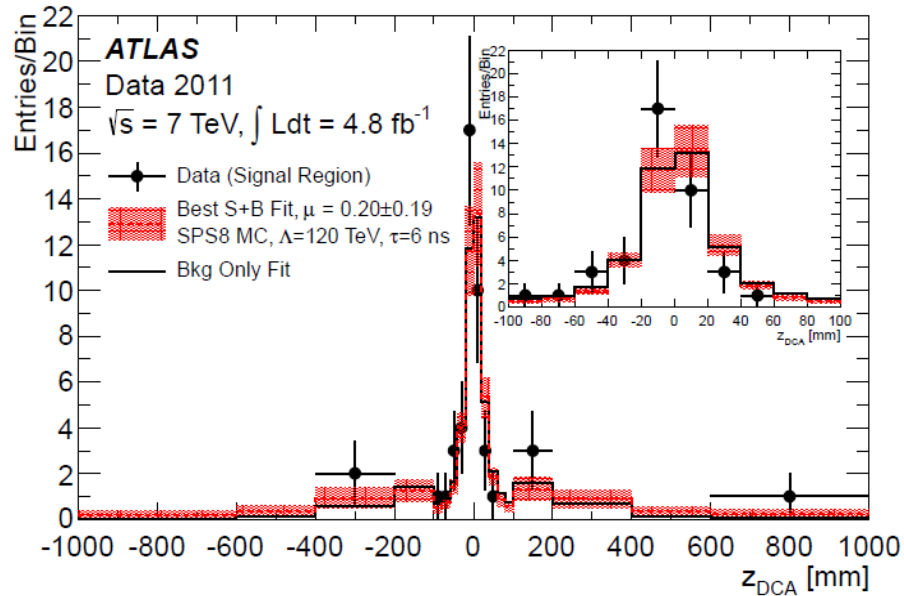 ATLAS
Data 2011
√s = 7 TeV, ∫ Ldt = 4.8 fb⁻¹
Data (Signal Region)
Best S+B Fit, μ = 0.20±0.19
SPS8 MC, Λ=120 TeV, τ=6 ns
Bkg Only Fit
Entries/Bin
22
20
18
16
14
12
10
8
6
4
2
0
-1000 -800 -600 -400 -200 0 200 400 600 800 1000
z_DCA [mm]
Entries/Bin
22
20
18
16
14
12
10
8
6
4
2
0
-100 -80 -60 -40 -20 0 20 40 60 80 100
z_DCA [mm]